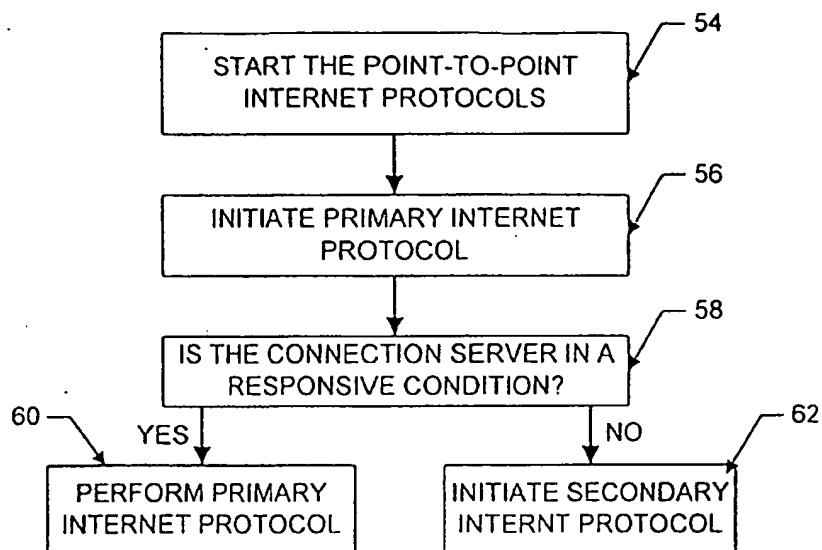 54
START THE POINT-TO-POINT
INTERNET PROTOCOLS
56
INITIATE PRIMARY INTERNET
PROTOCOL
58
IS THE CONNECTION SERVER IN A
RESPONSIVE CONDITION?
60
YES
NO
62
PERFORM PRIMARY
INTERNET PROTOCOL
INITIATE SECONDARY
INTERNT PROTOCOL